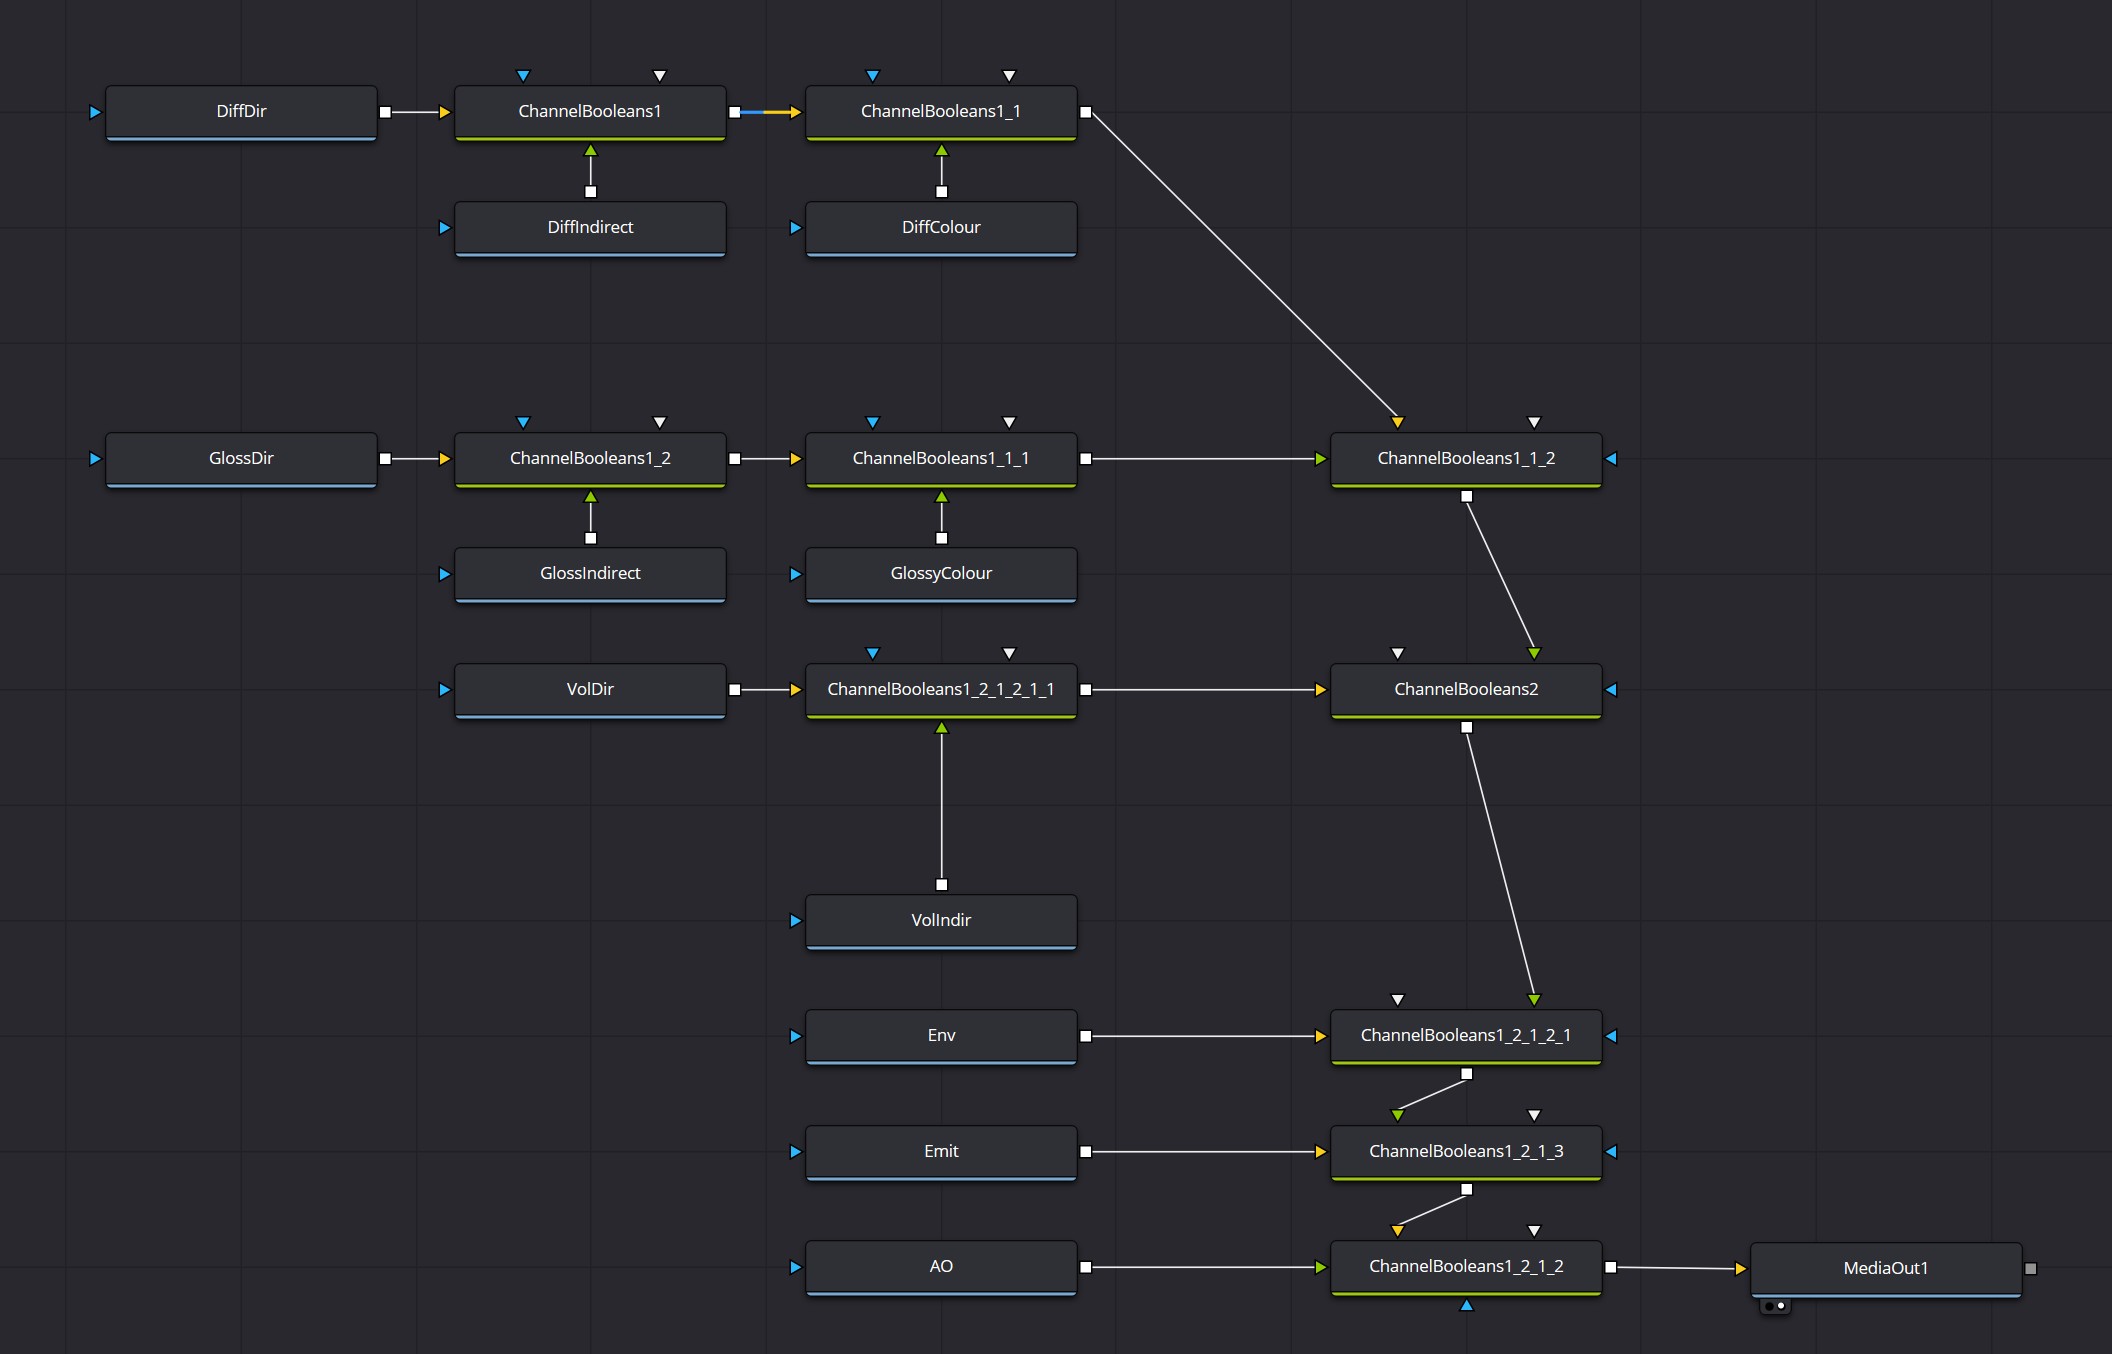 DiffDir
ChannelBooleans1
ChannelBooleans1_1
DiffIndirect
DiffColour
GlossDir
ChannelBooleans1_2
ChannelBooleans1_1_1
ChannelBooleans1_1_2
GlossIndirect
GlossyColour
VolDir
ChannelBooleans1_2_1_2_1_1
ChannelBooleans2
VolIndir
Env
ChannelBooleans1_2_1_2_1
Emit
ChannelBooleans1_2_1_3
AO
ChannelBooleans1_2_1_2
MediaOut1